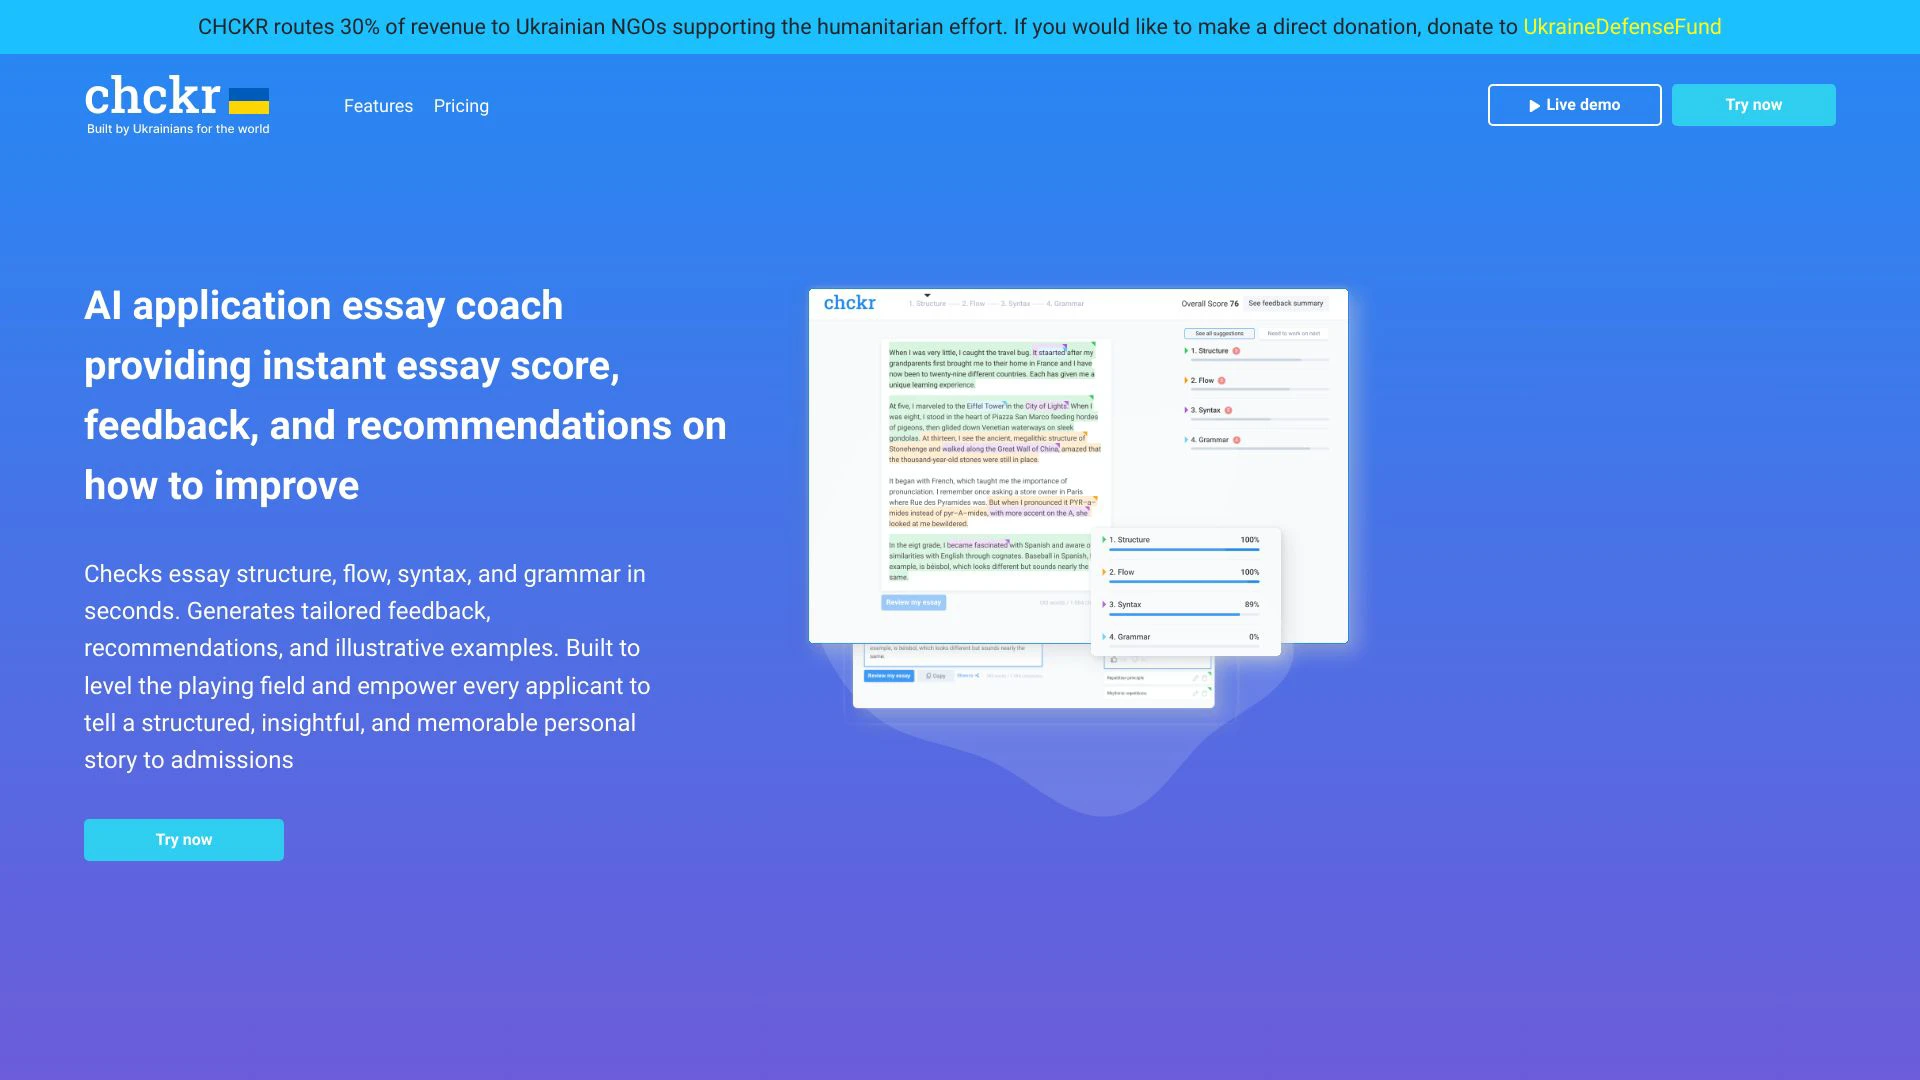 CHCKR routes 30% of revenue to Ukrainian NGOs supporting the humanitarian effort. If you would like to make a direct donation, donate to UkraineDefenseFund
chckr
Built by Ukrainians for the world
Features
Pricing
Live demo
Try now
AI application essay coach
providing instant essay score,
feedback, and recommendations on
how to improve
Checks essay structure, flow, syntax, and grammar in
seconds. Generates tailored feedback,
recommendations, and illustrative examples. Built to
level the playing field and empower every applicant to
tell a structured, insightful, and memorable personal
story to admissions
Try now
chckr
1. Structure
2. Flow
3. Syntax
4. Grammar
Overall Score 76
See feedback summary
See all suggestions
Need to work on next
1. Structure
2. Flow
3. Syntax
4. Grammar
When I was very little, I caught the travel bug. It staarted after my
grandparents first brought me to their home in France and I have
now been to twenty-nine different countries. Each has given me a
unique learning experience.
At five, I marveled to the Eiffel Tower in the City of Lights. When I
was eight, I stood in the heart of Piazza San Marco feeding hordes
of pigeons, then glided down Venetian waterways on sleek
gondolas. At thirteen, I see the ancient, megalithic structure of
Stonehenge and walked along the Great Wall of China, amazed that
the thousand-year-old stones were still in place.
It began with French, which taught me the importance of
pronunciation. I remember once asking a store owner in Paris
where Rue des Pyramides was. But when I pronounced it PYR–a–
mides instead of pyr–A–mides, with more accent on the A, she
looked at me bewildered.
In the eigt grade, I became fascinated with Spanish and aware o
similarities with English through cognates. Baseball in Spanish,
example, is béisbol, which looks different but sounds nearly the
same.
Review my essay
1. Structure 100%
2. Flow 100%
3. Syntax 89%
4. Grammar 0%
example, is béisbol, which looks different but sounds nearly the
same.
Review my essay
Copy
Repetition principle